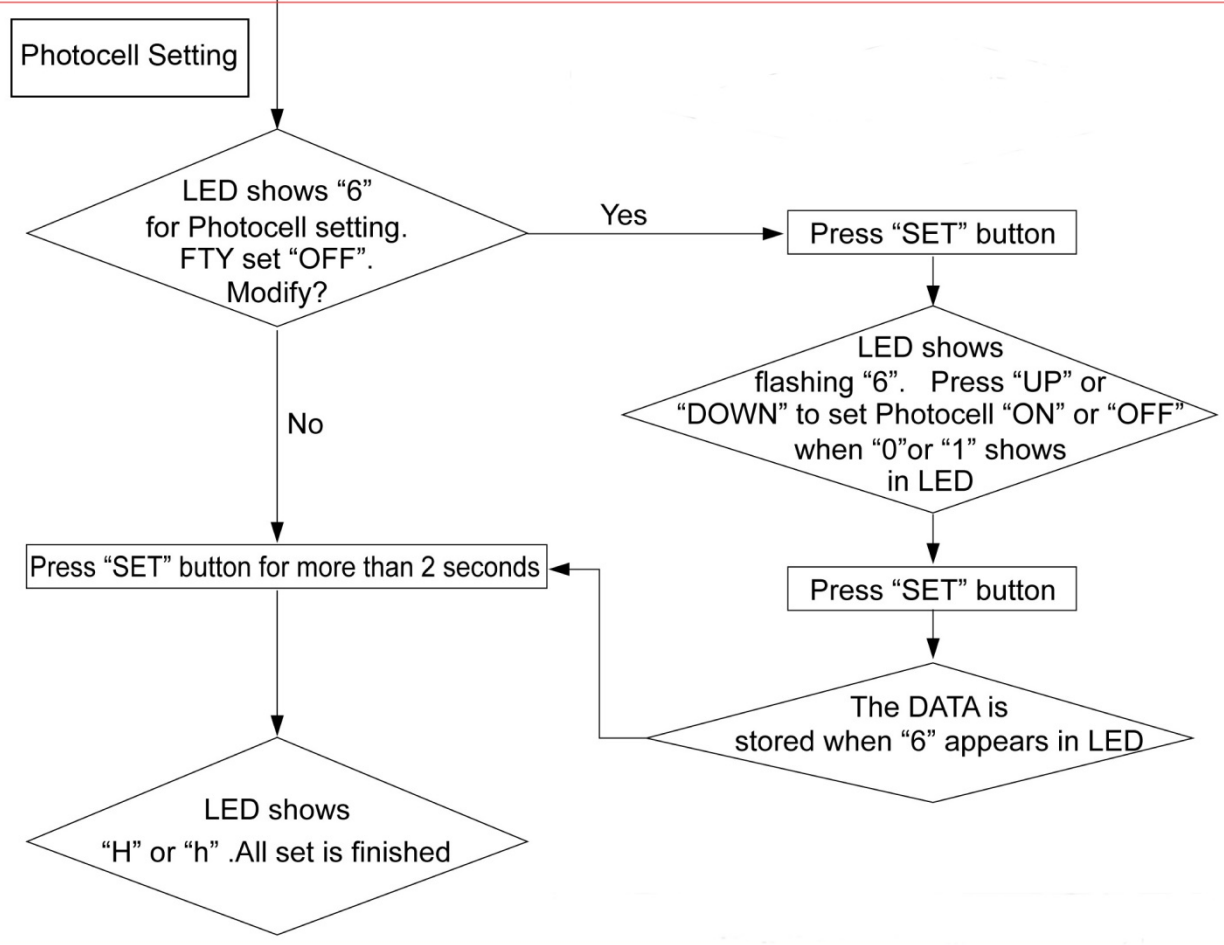 Photocell Setting
LED shows “6”
for Photocell setting.
FTY set “OFF”.
Modify?
Yes
Press “SET” button
LED shows
flashing “6”. Press “UP” or
“DOWN” to set Photocell “ON” or “OFF”
when “0”or “1” shows
in LED
No
Press “SET” button for more than 2 seconds
Press “SET” button
The DATA is
stored when “6” appears in LED
LED shows
“H” or “h” .All set is finished